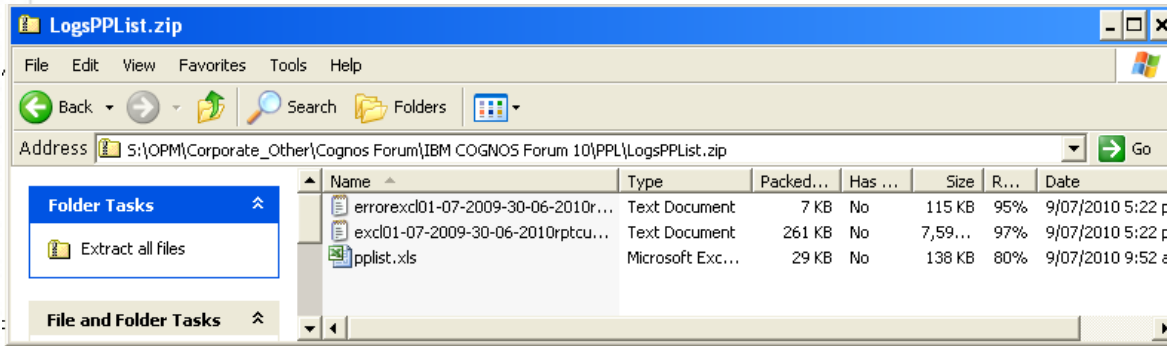 LogsPPList.zip
File Edit View Favorites Tools Help
Back Search Folders
Address S:\OPM\Corporate_Other\Cognos Forum\IBM COGNOS Forum 10\PPL\LogsPPList.zip Go
Name Type Packed... Has ... Size R... Date
Folder Tasks
errorexcl01-07-2009-30-06-2010r... Text Document 7 KB No 115 KB 95% 9/07/2010 5:22 p
excl01-07-2009-30-06-2010rptcu... Text Document 261 KB No 7,59... 97% 9/07/2010 5:22 p
Extract all files
pplist.xls Microsoft Exc... 29 KB No 138 KB 80% 9/07/2010 9:52 a
File and Folder Tasks